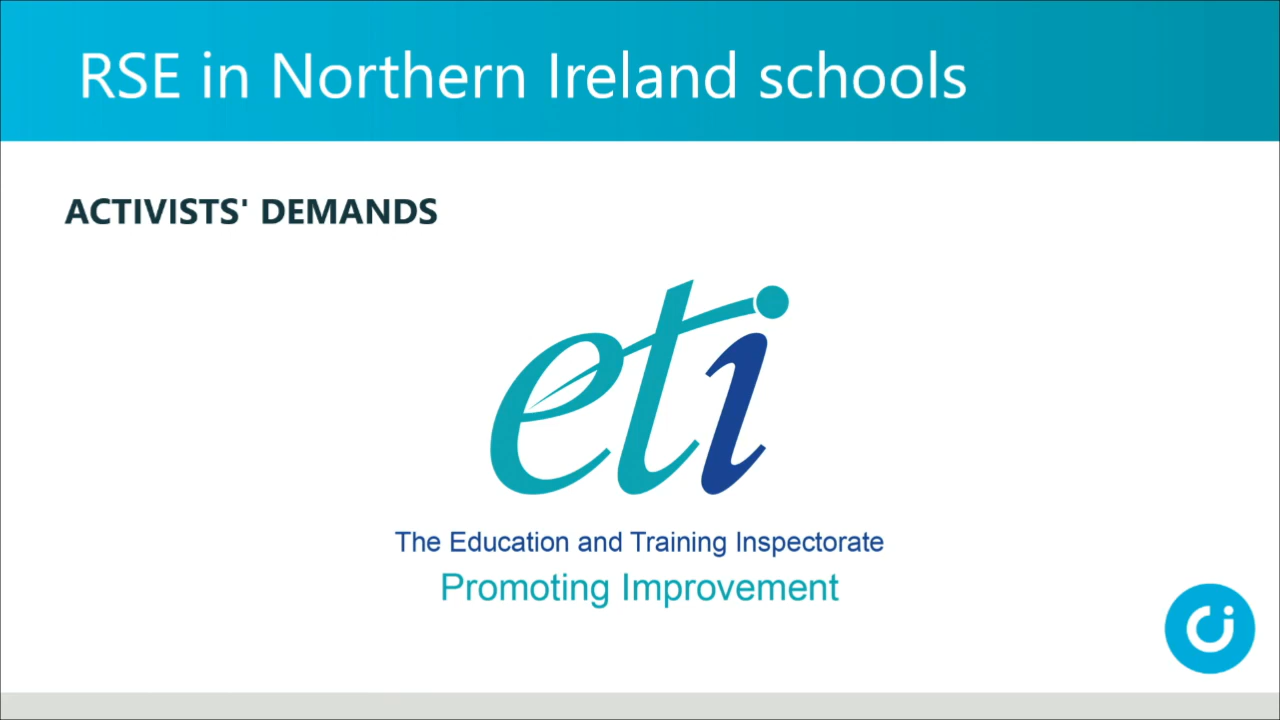 RSE in Northern Ireland schools
ACTIVISTS' DEMANDS
eti
The Education and Training Inspectorate
Promoting Improvement